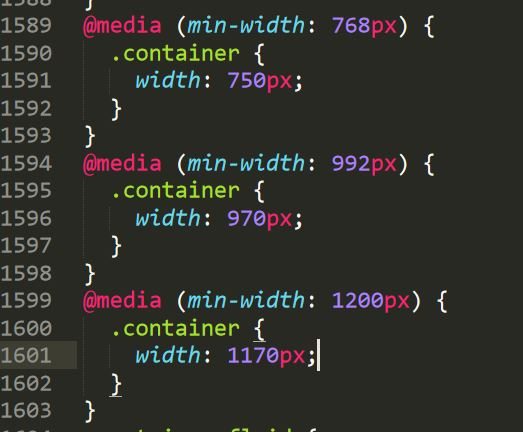 1589 @media (min-width: 768px) {
1590 .container {
1591 width: 750px;
1592 }
1593 }
1594 @media (min-width: 992px) {
1595 .container {
1596 width: 970px;
1597 }
1598 }
1599 @media (min-width: 1200px) {
1600 .container {
1601 width: 1170px;
1602 }
1603 }